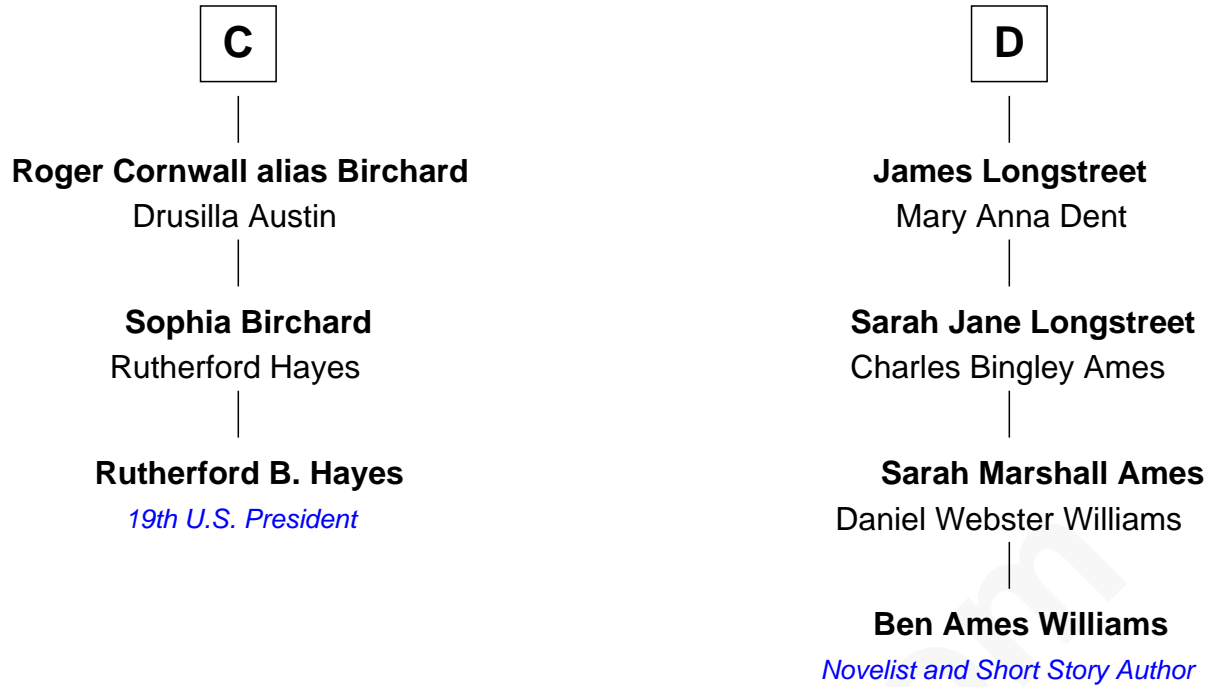 C
Roger Cornwall alias Birchard
Drusilla Austin
Sophia Birchard
Rutherford Hayes
Rutherford B. Hayes
19th U.S. President
D
James Longstreet
Mary Anna Dent
Sarah Jane Longstreet
Charles Bingley Ames
Sarah Marshall Ames
Daniel Webster Williams
Ben Ames Williams
Novelist and Short Story Author